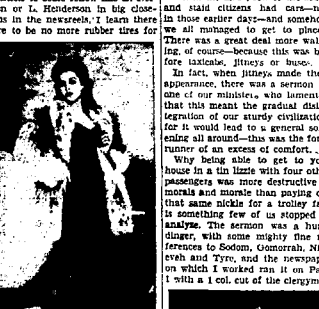 n or L. Henderson in big close-
s in the newsreels, I learn there
re to be no more rubber tires for
and staid citizens had cars—
in those earlier days—and someho
we all managed to get to plac
There was a great deal more wal
ing, of course—because this was b
fore taxicabs, jitneys or buses.
In fact, when jitneys made the
appearance, there was a sermon
one of our ministers who lament
that this meant the gradual disi
tegration of our sturdy civilizati
for it would lead to a general so
ening all around—this was the fo
runner of an excess of comfort.
Why being able to get to yo
house in a tin lizzie with four oth
passengers was more destructive
morals and morale than paying
that same nickle for a trolley fa
is something few of us stopped
analyze. The sermon was a hu
dinger, with some mighty fine
ferences to Sodom, Gomorrah, Ni
eveh and Tyre, and the newspap
on which I worked ran it on Pa
1 with a 1 col. cut of the clergym